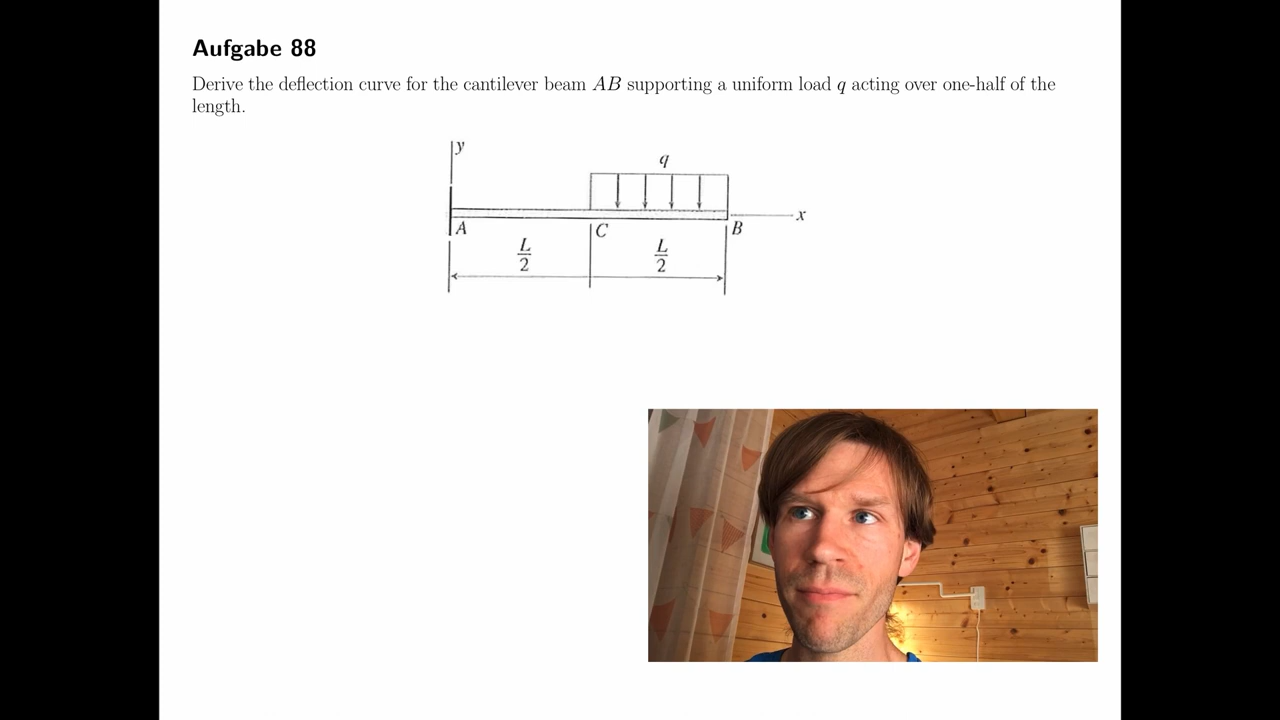 Aufgabe 88
Derive the deflection curve for the cantilever beam AB supporting a uniform load q acting over one-half of the
length.
y
q
x
A
C
B
L
2
L
2